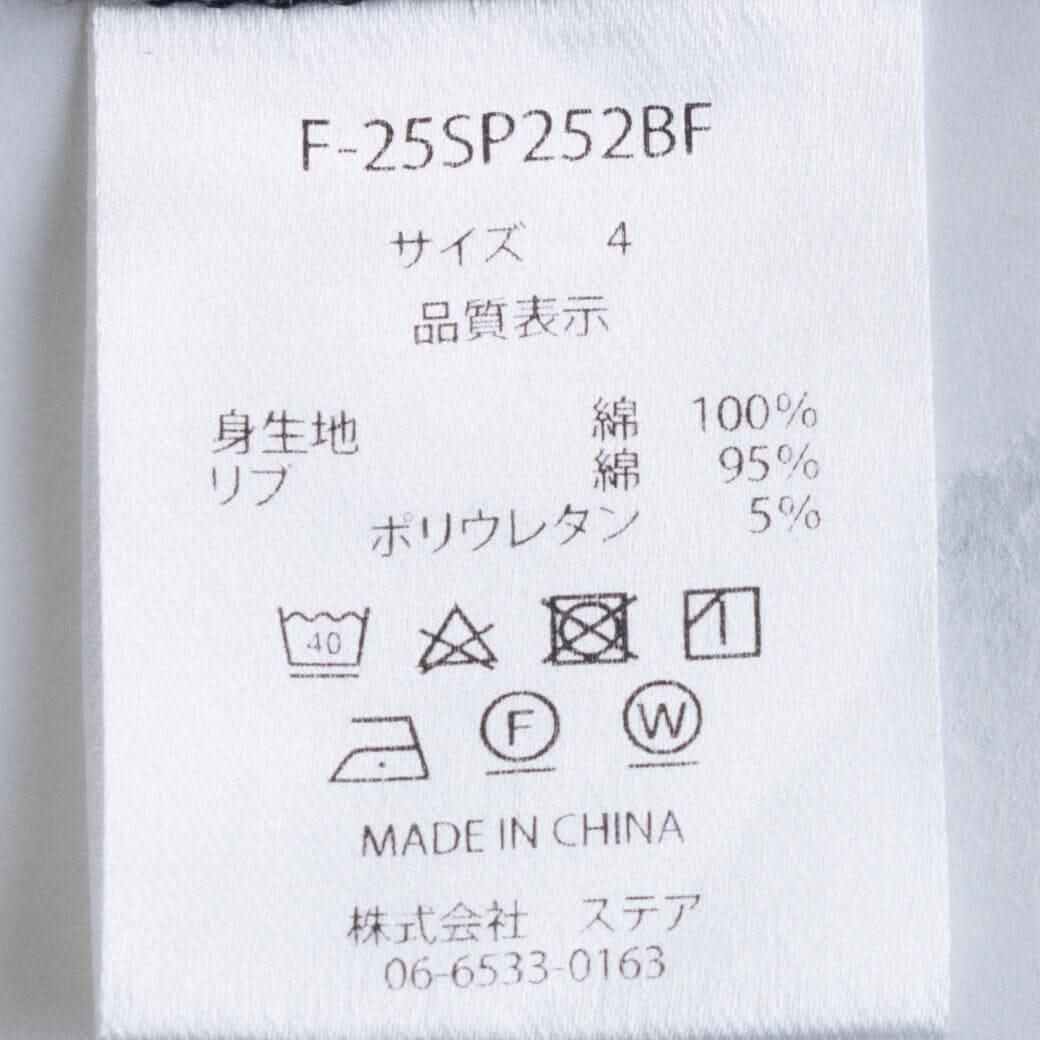 F-25SP252BF
サイズ 4
品質表示
身生地 綿 100%
リブ 綿 95%
ポリウレタン 5%
40
F W
MADE IN CHINA
株式会社 ステア
06-6533-0163